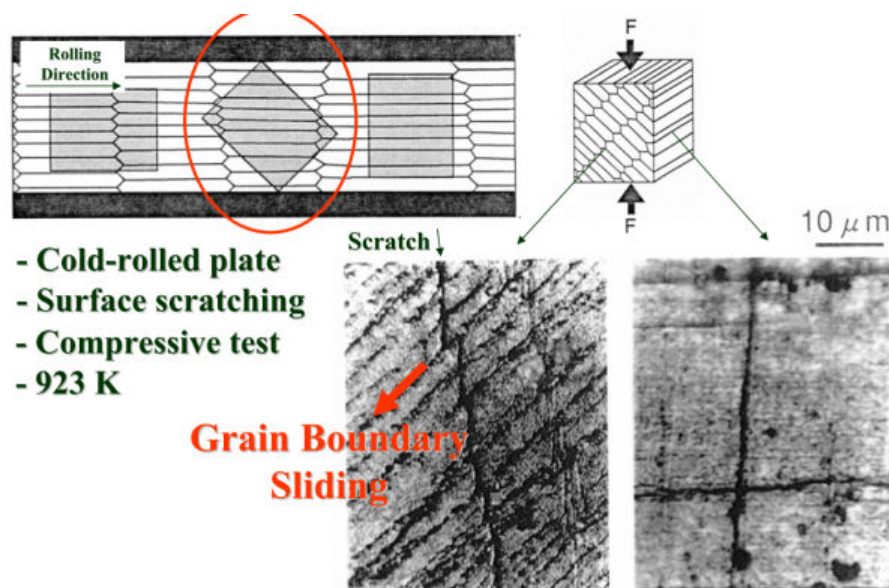 Rolling
Direction
F
F
10 μm
Scratch
- Cold-rolled plate
- Surface scratching
- Compressive test
- 923 K
Grain Boundary
Sliding